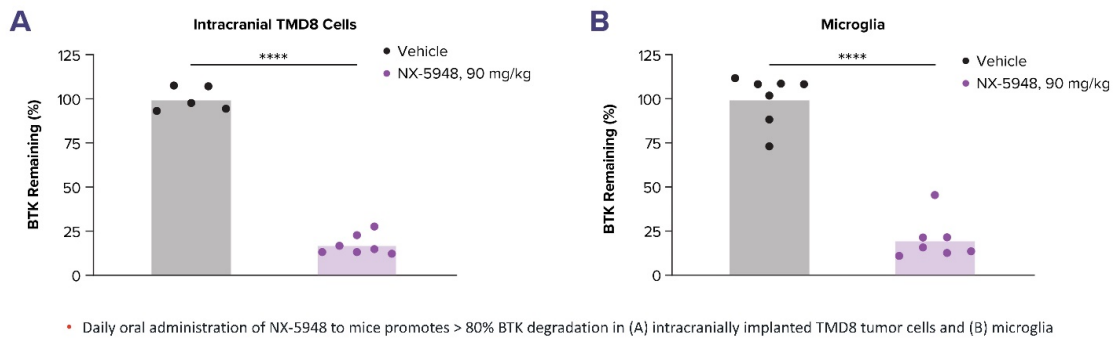 A
Intracranial TMD8 Cells
BTK Remaining (%)
125
100
75
50
25
0
****
Vehicle
NX-5948, 90 mg/kg
B
Microglia
BTK Remaining (%)
125
100
75
50
25
0
****
Vehicle
NX-5948, 90 mg/kg
• Daily oral administration of NX-5948 to mice promotes > 80% BTK degradation in (A) intracranially implanted TMD8 tumor cells and (B) microglia